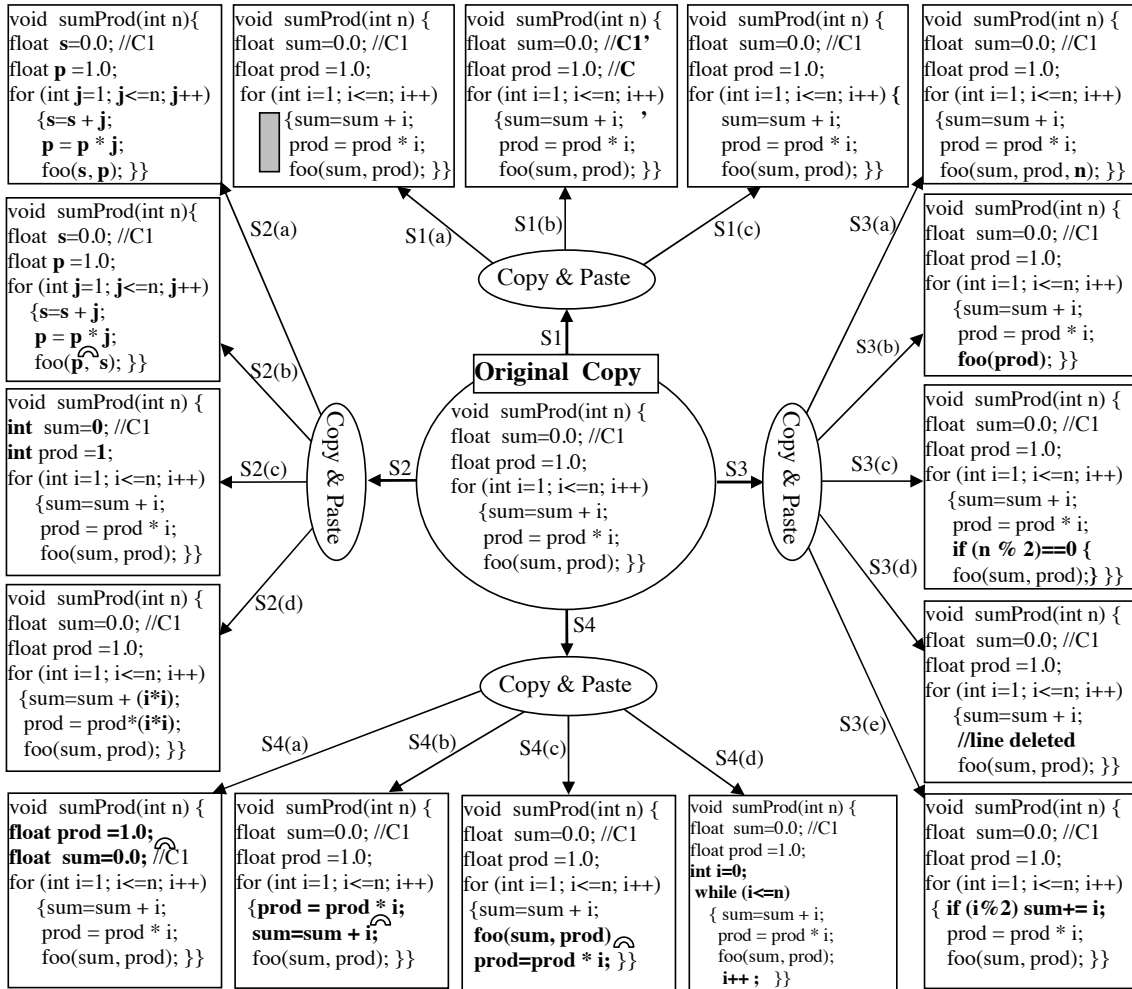 void sumProd(int n){
float s=0.0; //C1
float p =1.0;
for (int j=1; j<=n; j++)
{s=s + j;
p = p * j;
foo(s, p); }}
void sumProd(int n) {
float sum=0.0; //C1
float prod =1.0;
for (int i=1; i<=n; i++)
{sum=sum + i;
prod = prod * i;
foo(sum, prod); }}
void sumProd(int n) {
float sum=0.0; //C1’
float prod =1.0; //C
for (int i=1; i<=n; i++)
{sum=sum + i; ’
prod = prod * i;
foo(sum, prod); }}
void sumProd(int n) {
float sum=0.0; //C1
float prod =1.0;
for (int i=1; i<=n; i++) {
sum=sum + i;
prod = prod * i;
foo(sum, prod); }}
void sumProd(int n) {
float sum=0.0; //C1
float prod =1.0;
for (int i=1; i<=n; i++)
{sum=sum + i;
prod = prod * i;
foo(sum, prod, n); }}
S1(a)
S1(b)
S1(c)
Copy & Paste
S1
S2(a)
S3(a)
void sumProd(int n){
float s=0.0; //C1
float p =1.0;
for (int j=1; j<=n; j++)
{s=s + j;
p = p * j;
foo(p, s); }}
S2(b)
void sumProd(int n) {
float sum=0.0; //C1
float prod =1.0;
for (int i=1; i<=n; i++)
{sum=sum + i;
prod = prod * i;
foo(prod); }}
S3(b)
Original Copy
void sumProd(int n) {
float sum=0.0; //C1
float prod =1.0;
for (int i=1; i<=n; i++)
{sum=sum + i;
prod = prod * i;
foo(sum, prod); }}
void sumProd(int n) {
int sum=0; //C1
int prod =1;
for (int i=1; i<=n; i++)
{sum=sum + i;
prod = prod * i;
foo(sum, prod); }}
S2(c)
Copy & Paste
S2
S3
Copy & Paste
S3(c)
void sumProd(int n) {
float sum=0.0; //C1
float prod =1.0;
for (int i=1; i<=n; i++)
{sum=sum + i;
prod = prod * i;
if (n % 2)==0 {
foo(sum, prod);} }}
void sumProd(int n) {
float sum=0.0; //C1
float prod =1.0;
for (int i=1; i<=n; i++)
{sum=sum + (i*i);
prod = prod*(i*i);
foo(sum, prod); }}
S2(d)
S4
Copy & Paste
S3(d)
void sumProd(int n) {
float sum=0.0; //C1
float prod =1.0;
for (int i=1; i<=n; i++)
{sum=sum + i;
//line deleted
foo(sum, prod); }}
S3(e)
S4(a)
S4(b)
S4(c)
S4(d)
void sumProd(int n) {
float prod =1.0;
float sum=0.0; //C1
for (int i=1; i<=n; i++)
{sum=sum + i;
prod = prod * i;
foo(sum, prod); }}
void sumProd(int n) {
float sum=0.0; //C1
float prod =1.0;
for (int i=1; i<=n; i++)
{prod = prod * i;
sum=sum + i;
foo(sum, prod); }}
void sumProd(int n) {
float sum=0.0; //C1
float prod =1.0;
for (int i=1; i<=n; i++)
{sum=sum + i;
foo(sum, prod)
prod=prod * i; }}
void sumProd(int n) {
float sum=0.0; //C1
float prod =1.0;
int i=0;
while (i<=n)
{ sum=sum + i;
prod = prod * i;
foo(sum, prod);
i++ ; }}
void sumProd(int n) {
float sum=0.0; //C1
float prod =1.0;
for (int i=1; i<=n; i++)
{ if (i%2) sum+= i;
prod = prod * i;
foo(sum, prod); }}